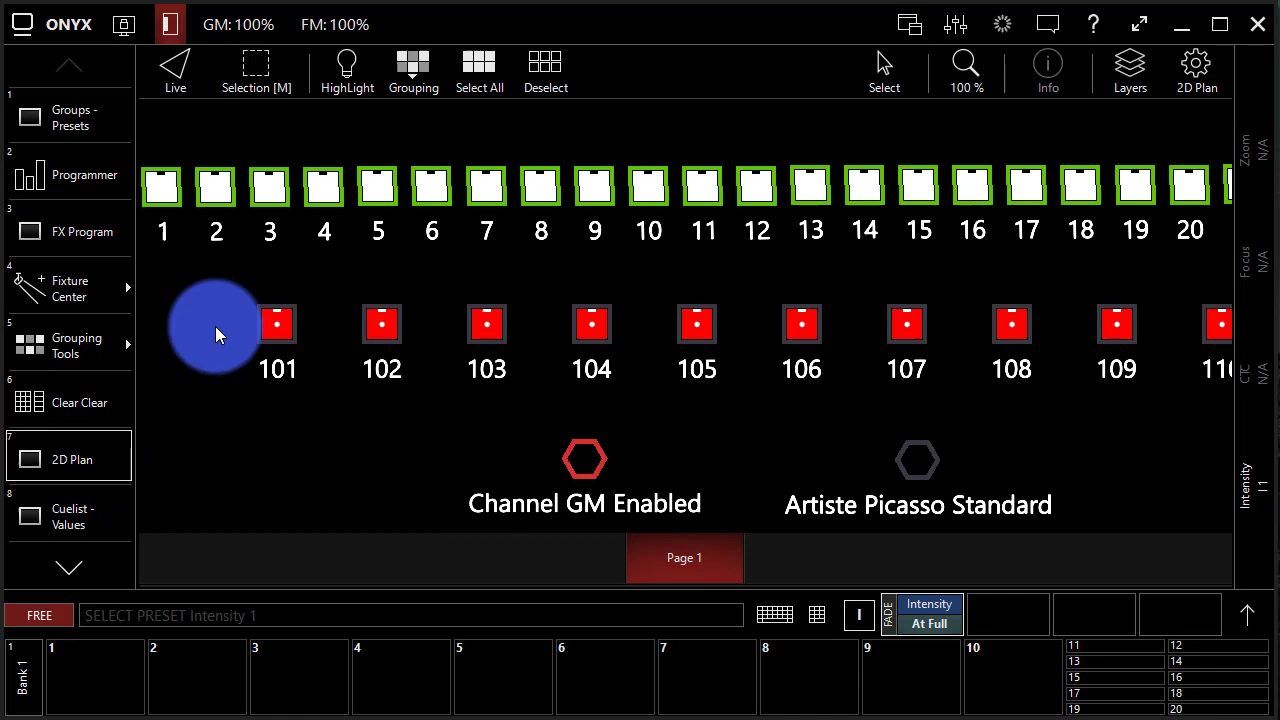 ONYX GM: 100% FM: 100% ?
Live Selection [M] HighLight Grouping Select All Deselect Select 100 % Info Layers 2D Plan
1 Groups -
Presets
2 Programmer
3 FX Program
4 Fixture
Center
5 Grouping
Tools
6 Clear Clear
7 2D Plan
8 Cuelist -
Values
1 2 3 4 5 6 7 8 9 10 11 12 13 14 15 16 17 18 19 20
101 102 103 104 105 106 107 108 109
Channel GM Enabled Artiste Picasso Standard
Page 1
Zoom N/A
Focus N/A
CTC N/A
Intensity I 1
FREE SELECT PRESET Intensity 1 I FADE Intensity
At Full
1 Bank 1 1 2 3 4 5 6 7 8 9 10
11 12
13 14
15 16
17 18
19 20